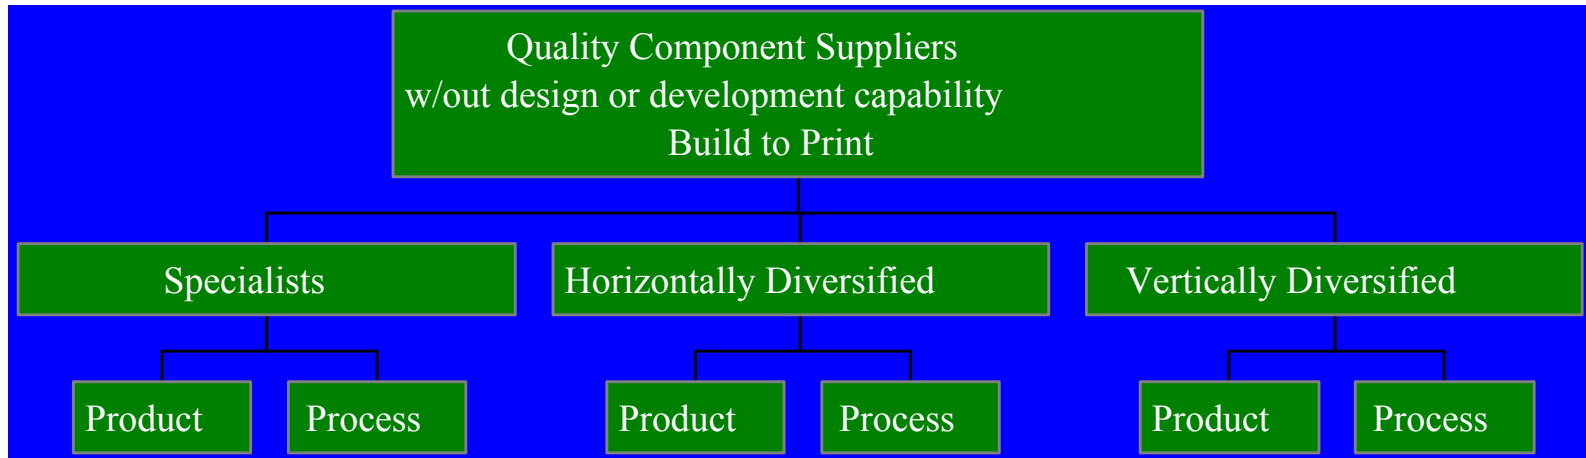 Quality Component Suppliers
w/out design or development capability
Build to Print
Specialists
Horizontally Diversified
Vertically Diversified
Product
Process
Product
Process
Product
Process